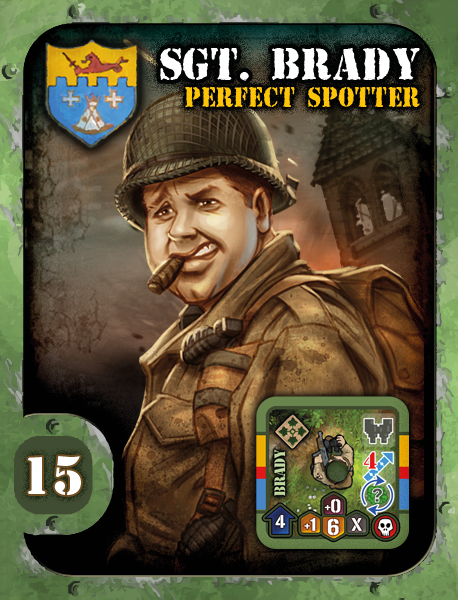 SGT. BRADY
PERFECT SPOTTER
15
BRADY
4
?
+0
4 +1 6 X